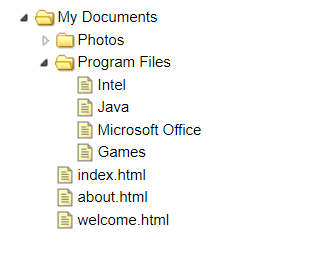 My Documents
Photos
Program Files
Intel
Java
Microsoft Office
Games
index.html
about.html
welcome.html